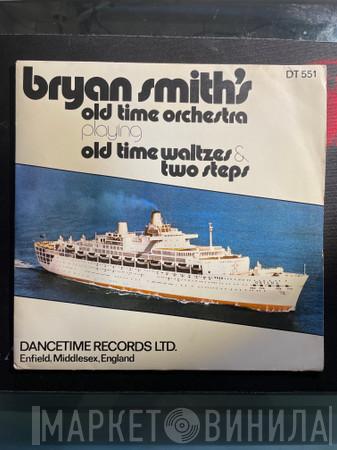 bryan smith's
DT 551
old time orchestra
playing
old time waltzes &
two steps
DANCETIME RECORDS LTD.
Enfield, Middlesex, England
МАРКЕТ ВИНИЛА